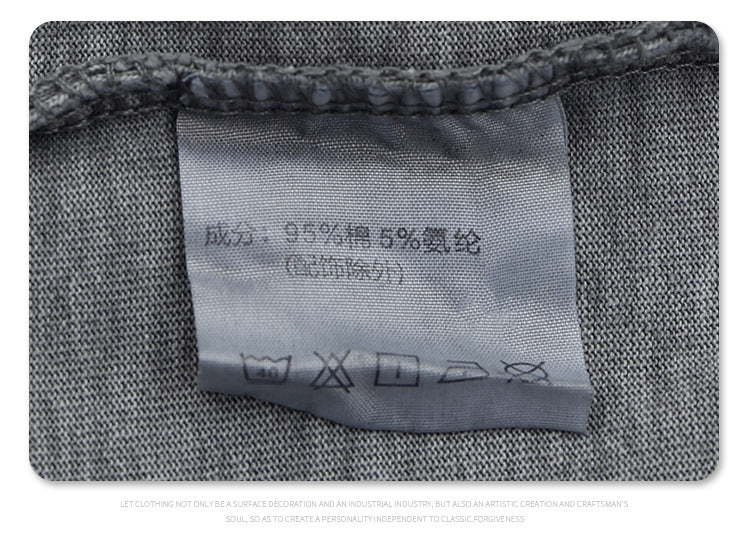 成分：95%棉 5%氨纶
(配饰除外)
40
LET CLOTHING NOT ONLY BE A SURFACE DECORATION AND AN INDUSTRIAL INDUSTRY, BUT ALSO AN ARTISTIC CREATION AND CRAFTSMAN'S
SOUL, SO AS TO CREATE A PERSONALITY INDEPENDENT TO CLASSIC.FORGIVENESS